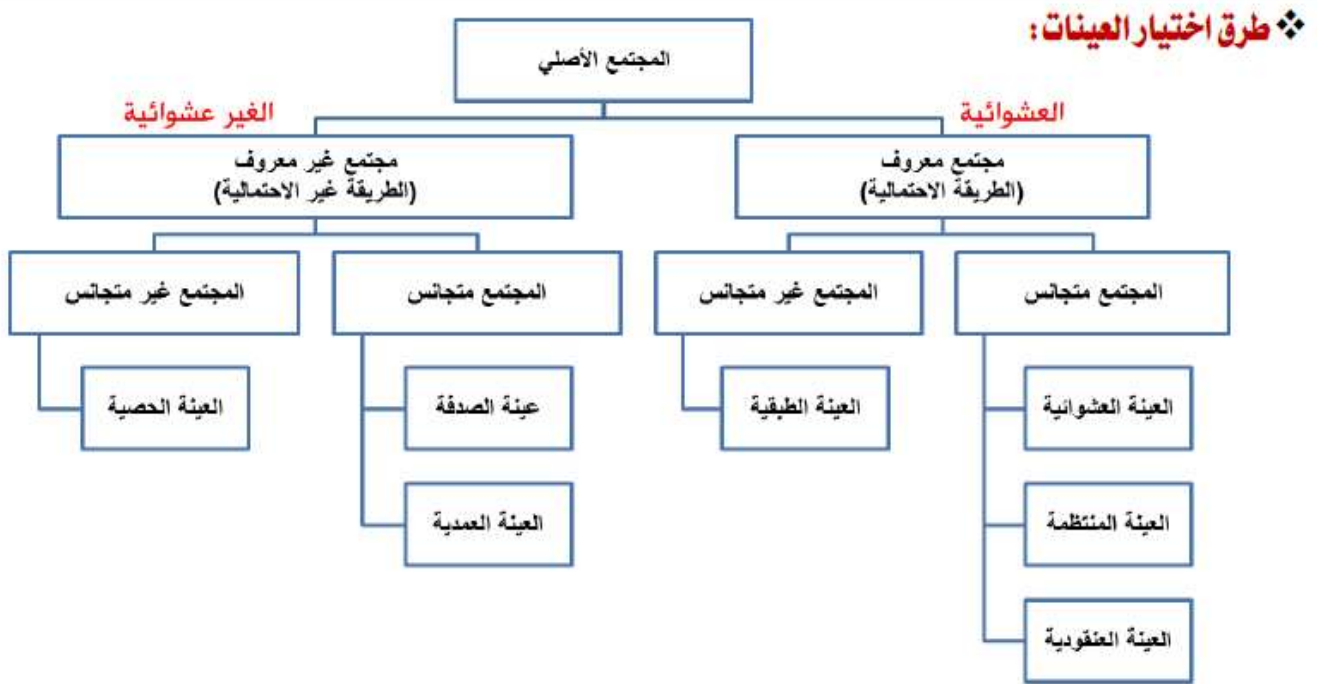 ❖ طرق اختيار العينات:
المجتمع الأصلي
العشوائية
الغير عشوائية
مجتمع معروف
(الطريقة الاحتمالية)
مجتمع غير معروف
(الطريقة غير الاحتمالية)
المجتمع متجانس
المجتمع غير متجانس
المجتمع متجانس
المجتمع غير متجانس
العينة العشوائية
العينة الطبقية
عينة الصدفة
العينة الحصية
العينة المنتظمة
العينة العمدية
العينة العنقودية